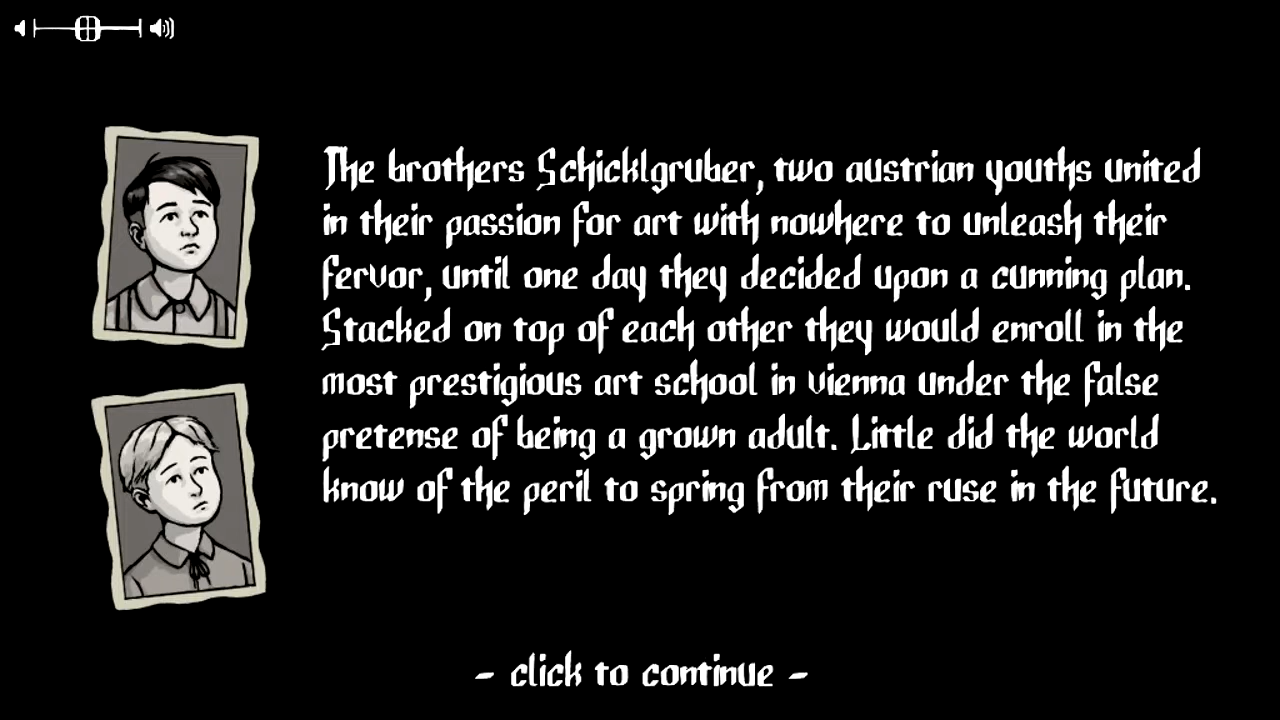 The brothers Schicklgruber, two austrian youths united
in their passion for art with nowhere to unleash their
fervor, until one day they decided upon a cunning plan.
Stacked on top of each other they would enroll in the
most prestigious art school in vienna under the false
pretense of being a grown adult. Little did the world
know of the peril to spring from their ruse in the future.
- click to continue -